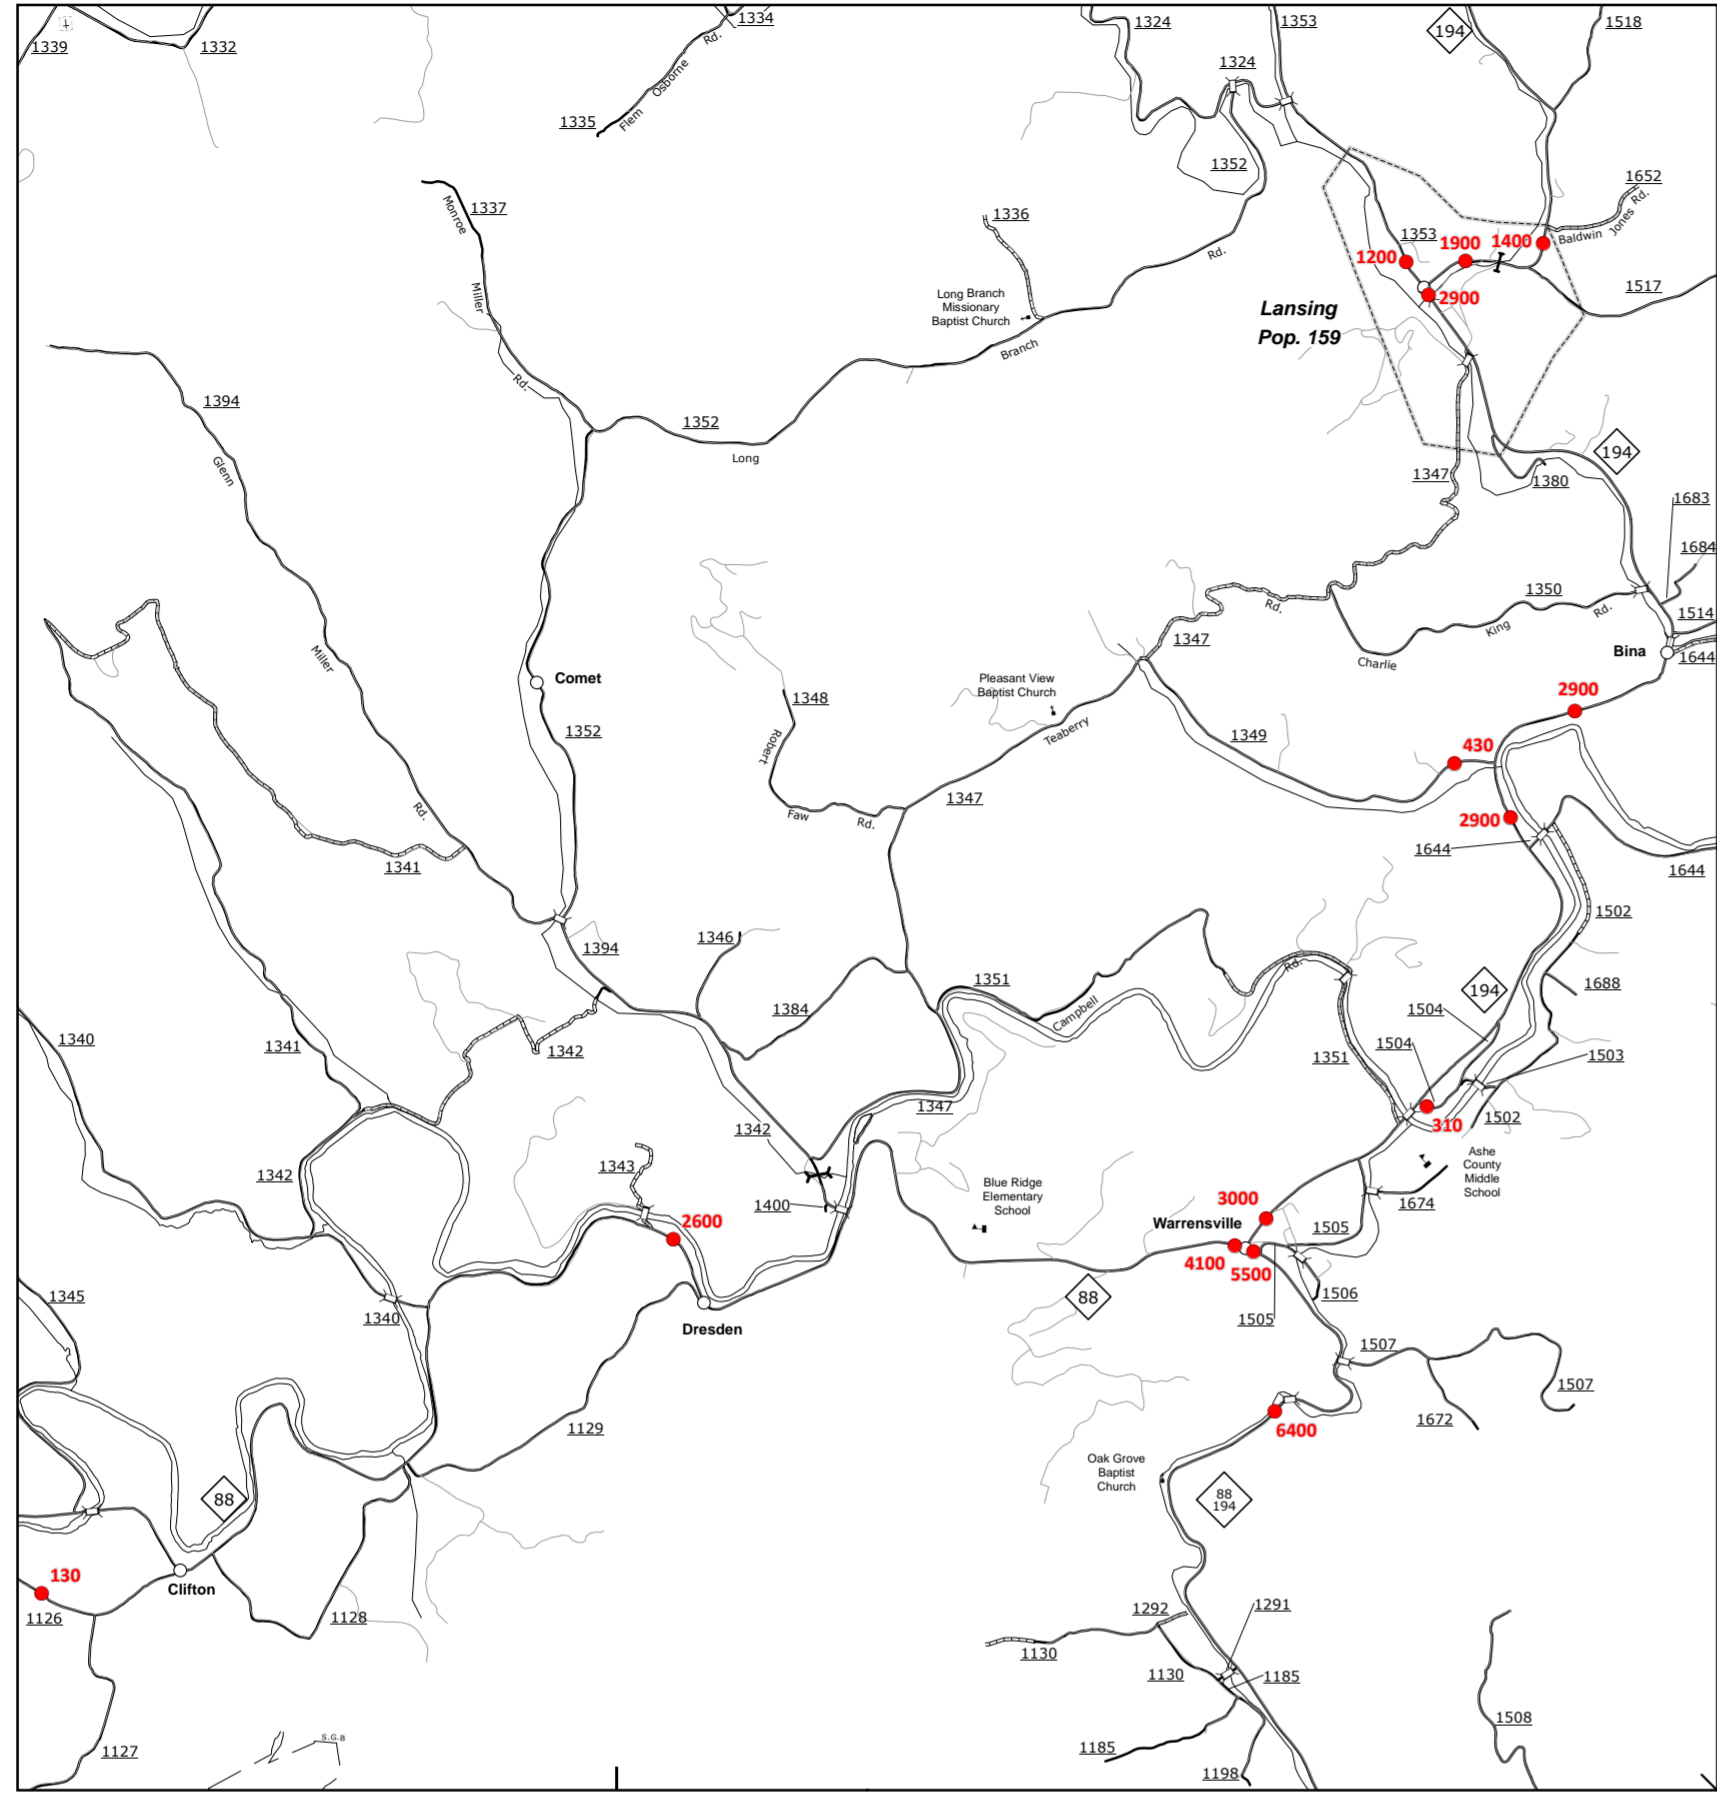 1339
1332
1334
Rd.
Osborne
Flem
1335
1324
1353
194
1518
1324
1352
1652
Baldwin
Jones
Rd.
1337
Monroe
Miller
Rd.
1336
Rd.
Long Branch
Missionary
Baptist Church
Branch
1353
1200
1900
1400
2900
1517
Lansing
Pop. 159
1394
Glenn
Miller
Rd.
1352
Long
194
1347
1380
1683
1684
1350
Rd.
King
Charlie
1514
1644
Bina
Rd.
1347
Comet
1352
Pleasant View
Baptist Church
Teaberry
1348
Robert
Faw
Rd.
1347
1349
2900
430
2900
1644
1644
1341
1502
1394
1346
1384
1351
Campbell
Rd.
194
1688
1504
1504
1503
1351
1502
310
1340
1341
1342
1347
1342
1342
1343
1400
Blue Ridge
Elementary
School
Ashe
County
Middle
School
1674
3000
Warrensville
4100
5500
1505
1505
1506
2600
Dresden
88
1345
1340
1129
1507
1507
1672
6400
Oak Grove
Baptist
Church
88
194
88
130
1126
Clifton
1128
1127
S.G.B
1292
1291
1130
1130
1185
1185
1198
1508